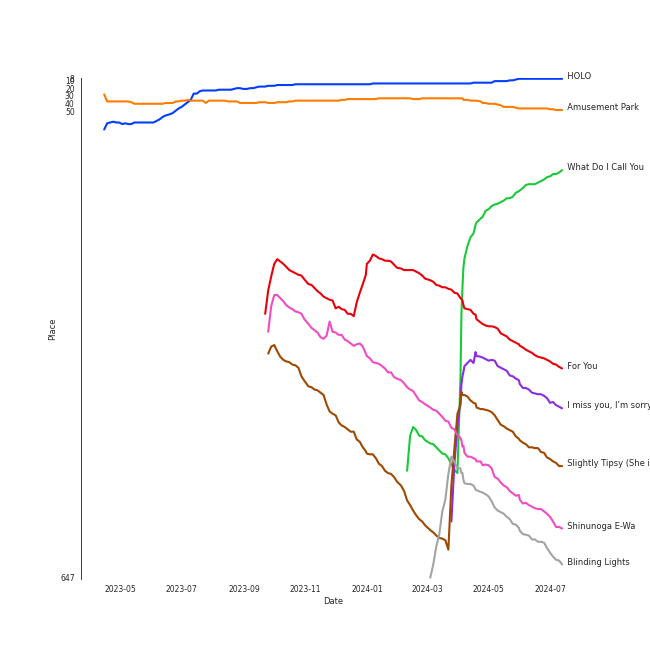 8
10
20
30
40
50
647
Place
2023-05
2023-07
2023-09
2023-11
2024-01
2024-03
2024-05
2024-07
Date
HOLO
Amusement Park
What Do I Call You
For You
I miss you, I'm sorry
Slightly Tipsy (She i
Shinunoga E-Wa
Blinding Lights